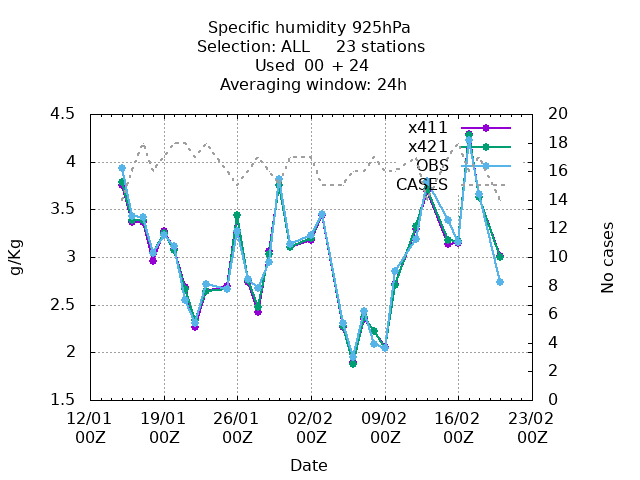 Specific humidity 925hPa
Selection: ALL 23 stations
Used 00 + 24
Averaging window: 24h
4.5
4
3.5
3
2.5
2
1.5
g/Kg
20
18
16
14
12
10
8
6
4
2
0
No cases
x411
x421
OBS
CASES
12/01 19/01 26/01 02/02 09/02 16/02 23/02
00Z 00Z 00Z 00Z 00Z 00Z 00Z
Date